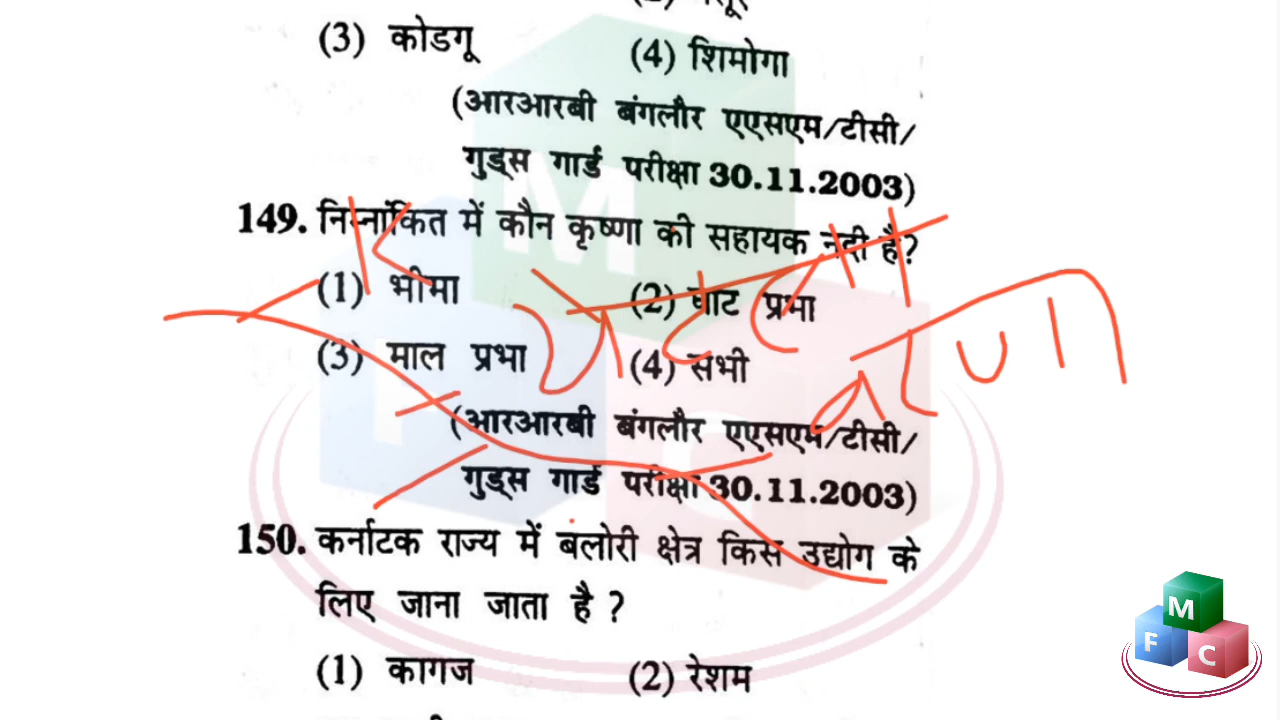 (3) कोडगू (4) शिमोगा
(आरआरबी बंगलौर एएसएम/टीसी/
गुड्स गार्ड परीक्षा 30.11.2003)
149. निम्नांकित में कौन कृष्णा की सहायक नदी है?
(1) भीमा (2) घाट प्रभा
(3) माल प्रभा (4) सभी
(आरआरबी बंगलौर एएसएम/टीसी/
गुड्स गार्ड परीक्षा 30.11.2003)
150. कर्नाटक राज्य में बेलोरी क्षेत्र किस उद्योग के
लिए जाना जाता है ?
(1) कागज (2) रेशम
M
F C